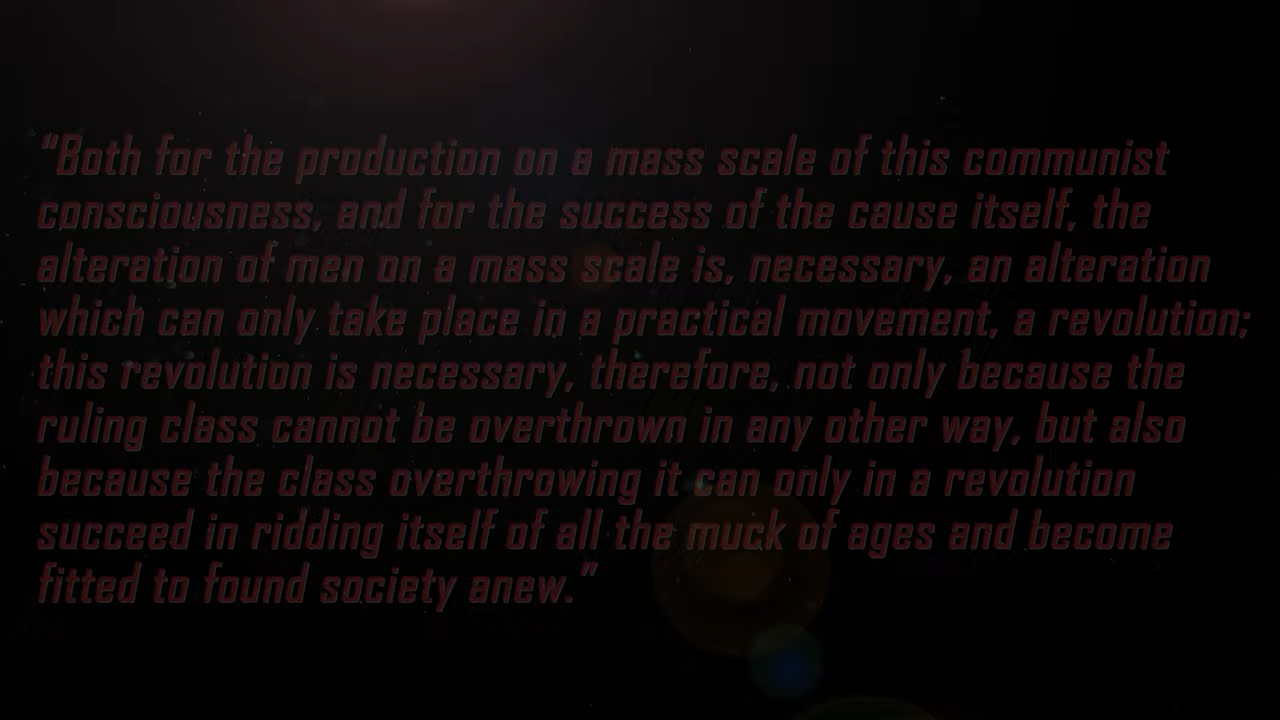 "Both for the production on a mass scale of this communist
consciousness, and for the success of the cause itself, the
alteration of men on a mass scale is, necessary, an alteration
which can only take place in a practical movement, a revolution;
this revolution is necessary, therefore, not only because the
ruling class cannot be overthrown in any other way, but also
because the class overthrowing it can only in a revolution
succeed in ridding itself of all the muck of ages and become
fitted to found society anew."